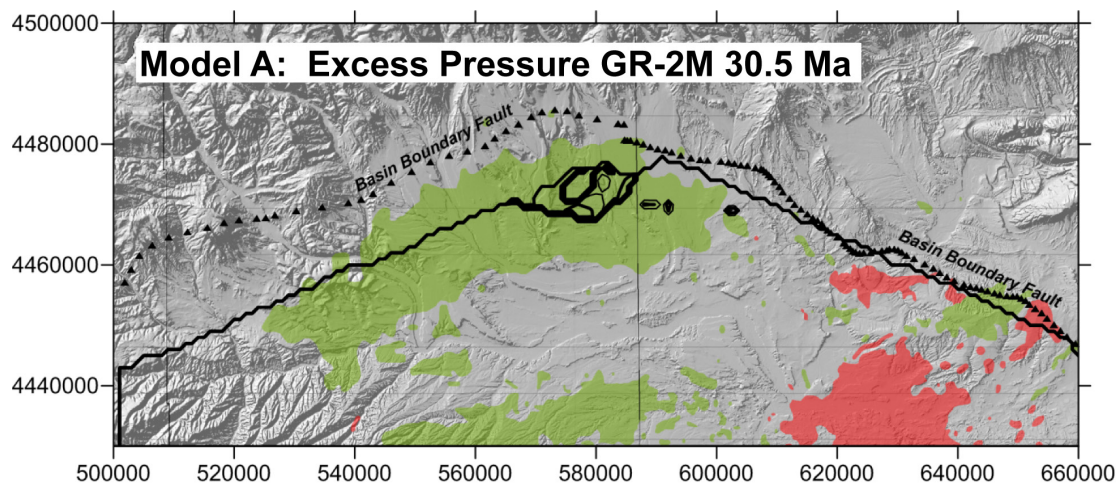 4500000
Model A: Excess Pressure GR-2M 30.5 Ma
Basin Boundary Fault
4480000
4460000
Basin Boundary Fault
4440000
500000 520000 540000 560000 580000 600000 620000 640000 660000